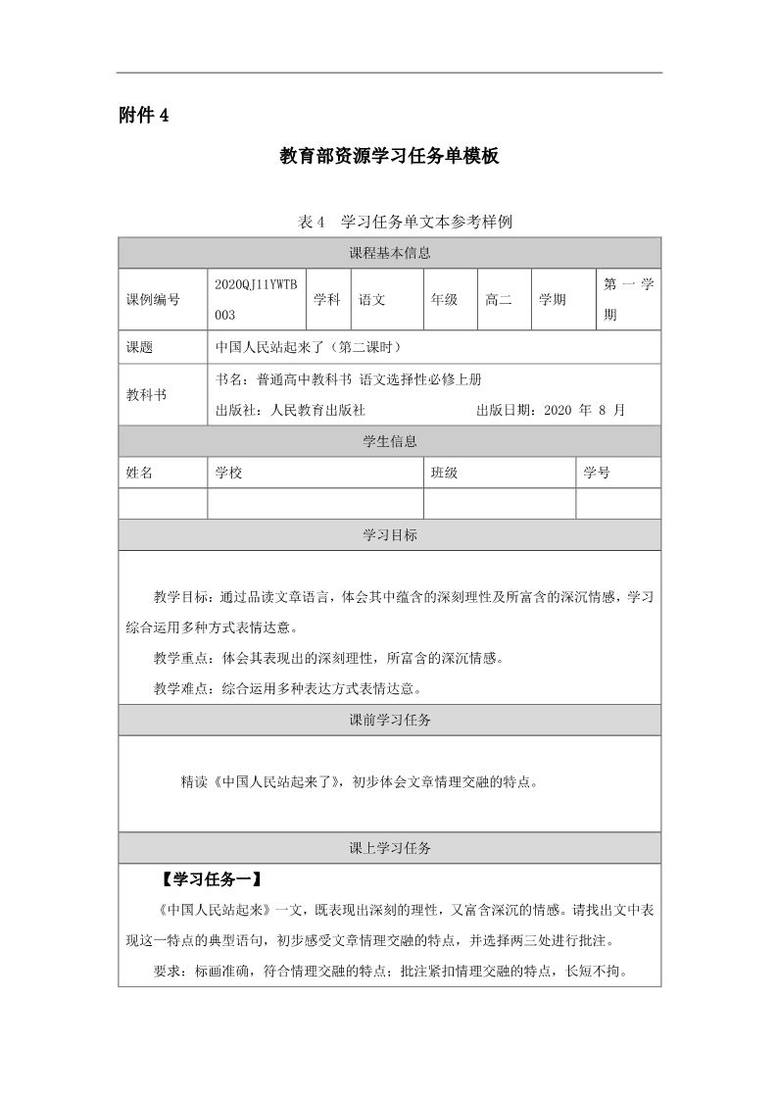 附件 4
教育部资源学习任务单模板
表 4 学习任务单文本参考样例
课程基本信息
课例编号 2020QJ11YWTB003 学科 语文 年级 高二 学期 第一学期
课题 中国人民站起来了（第二课时）
教科书 书名：普通高中教科书 语文选择性必修上册
出版社：人民教育出版社 出版日期：2020 年 8 月
学生信息
姓名 学校 班级 学号
学习目标
教学目标：通过品读文章语言，体会其中蕴含的深刻理性及所富含的深沉情感，学习
综合运用多种方式表情达意。
教学重点：体会其表现出的深刻理性，所富含的深沉情感。
教学难点：综合运用多种表达方式表情达意。
课前学习任务
精读《中国人民站起来了》，初步体会文章情理交融的特点。
课上学习任务
【学习任务一】
《中国人民站起来》一文，既表现出深刻的理性，又富含深沉的情感。请找出文中表
现这一特点的典型语句，初步感受文章情理交融的特点，并选择两三处进行批注。
要求：标画准确，符合情理交融的特点；批注紧扣情理交融的特点，长短不拘。